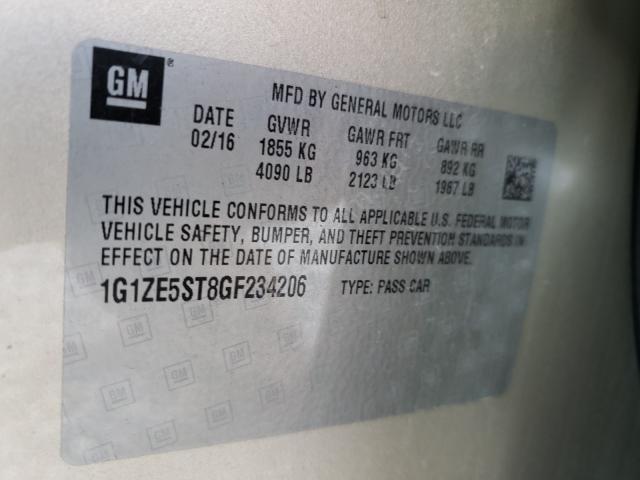 GM®
MFD BY GENERAL MOTORS LLC
DATE GVWR GAWR FRT GAWR RR
02/16 1855 KG 963 KG 892 KG
4090 LB 2123 LB 1967 LB
THIS VEHICLE CONFORMS TO ALL APPLICABLE U.S. FEDERAL MOTOR
VEHICLE SAFETY, BUMPER, AND THEFT PREVENTION STANDARDS IN
EFFECT ON THE DATE OF MANUFACTURE SHOWN ABOVE.
1G1ZE5ST8GF234206 TYPE: PASS CAR